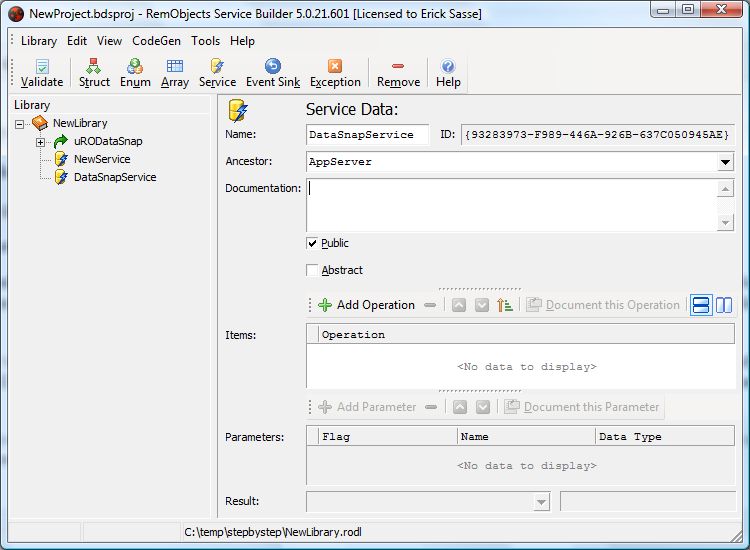 NewProject.bdsproj - RemObjects Service Builder 5.0.21.601 [Licensed to Erick Sasse]
Library Edit View CodeGen Tools Help
Validate Struct Enum Array Service Event Sink Exception Remove Help
Library
NewLibrary
uRODataSnap
NewService
DataSnapService
Service Data:
Name: DataSnapService ID: {93283973-F989-446A-926B-637C050945AE}
Ancestor: AppServer
Documentation:
Public
Abstract
Add Operation Document this Operation
Items: Operation
<No data to display>
Add Parameter Document this Parameter
Parameters: Flag Name Data Type
<No data to display>
Result:
C:\temp\stepbystep\NewLibrary.rodl